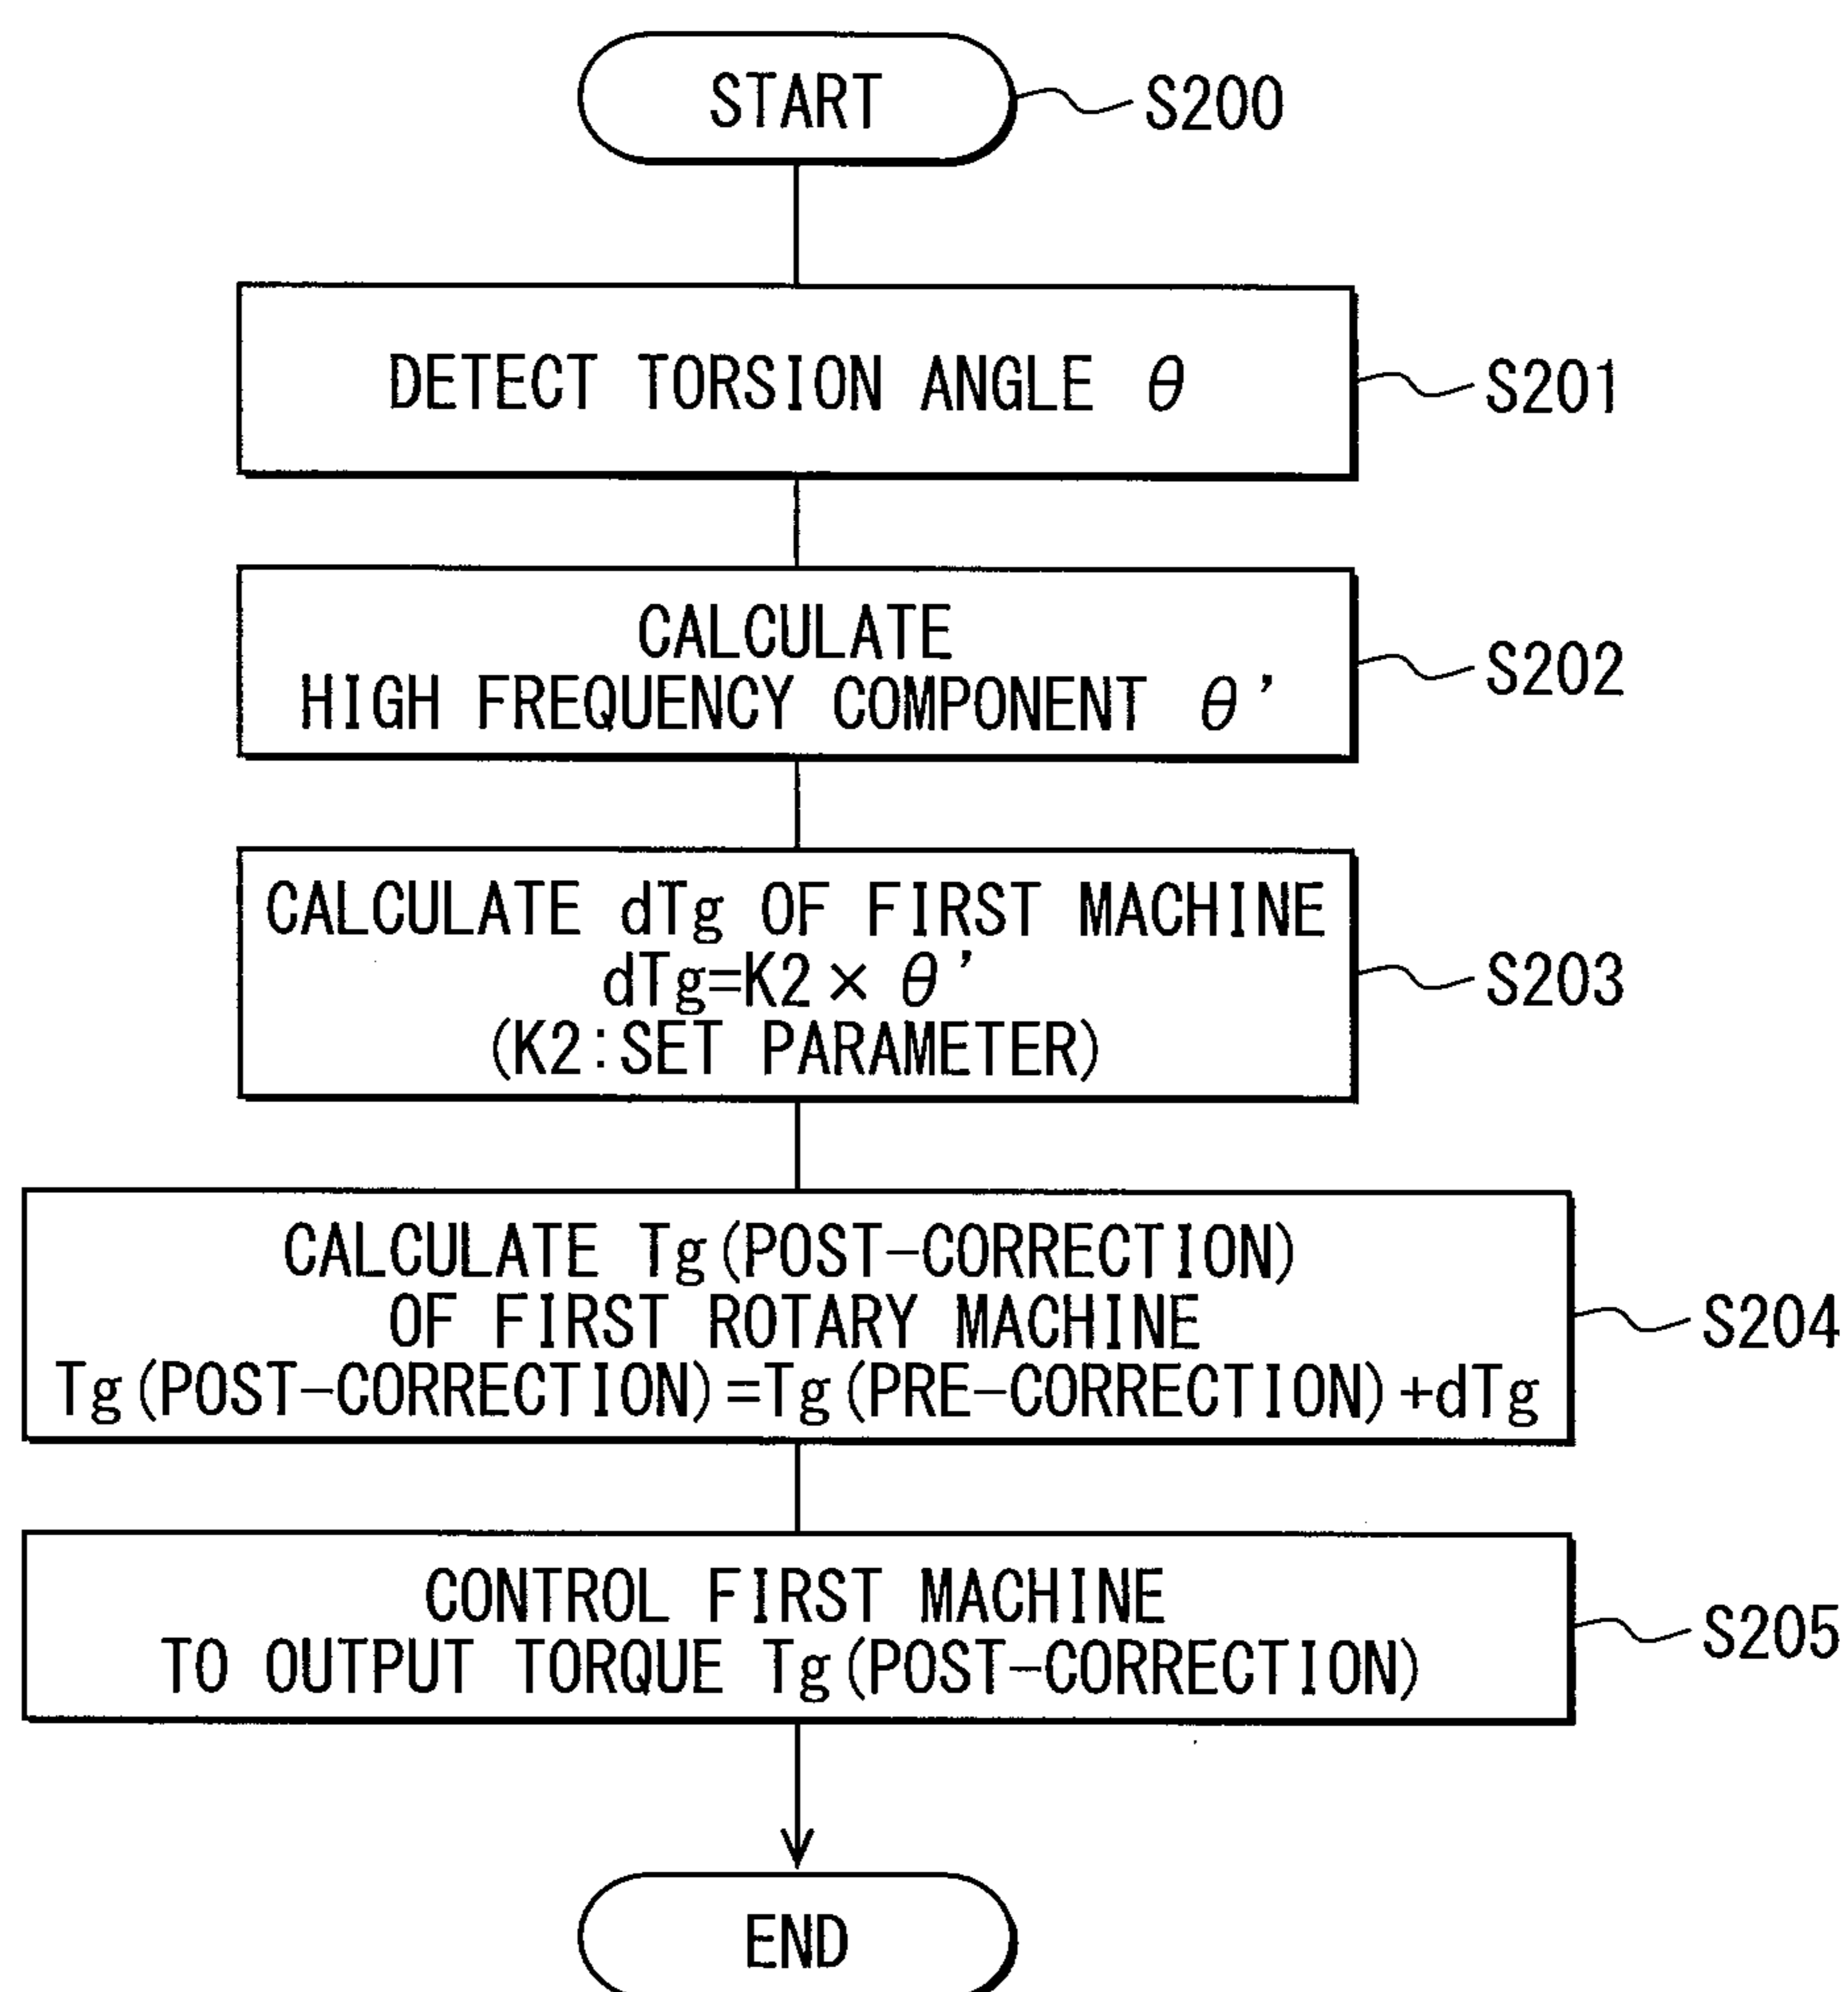 START
S200
DETECT TORSION ANGLE θ
S201
CALCULATE
HIGH FREQUENCY COMPONENT θ'
S202
CALCULATE dTg OF FIRST MACHINE
dTg=K2×θ'
(K2:SET PARAMETER)
S203
CALCULATE Tg(POST-CORRECTION)
OF FIRST ROTARY MACHINE
Tg(POST-CORRECTION)=Tg(PRE-CORRECTION)+dTg
S204
CONTROL FIRST MACHINE
TO OUTPUT TORQUE Tg(POST-CORRECTION)
S205
END